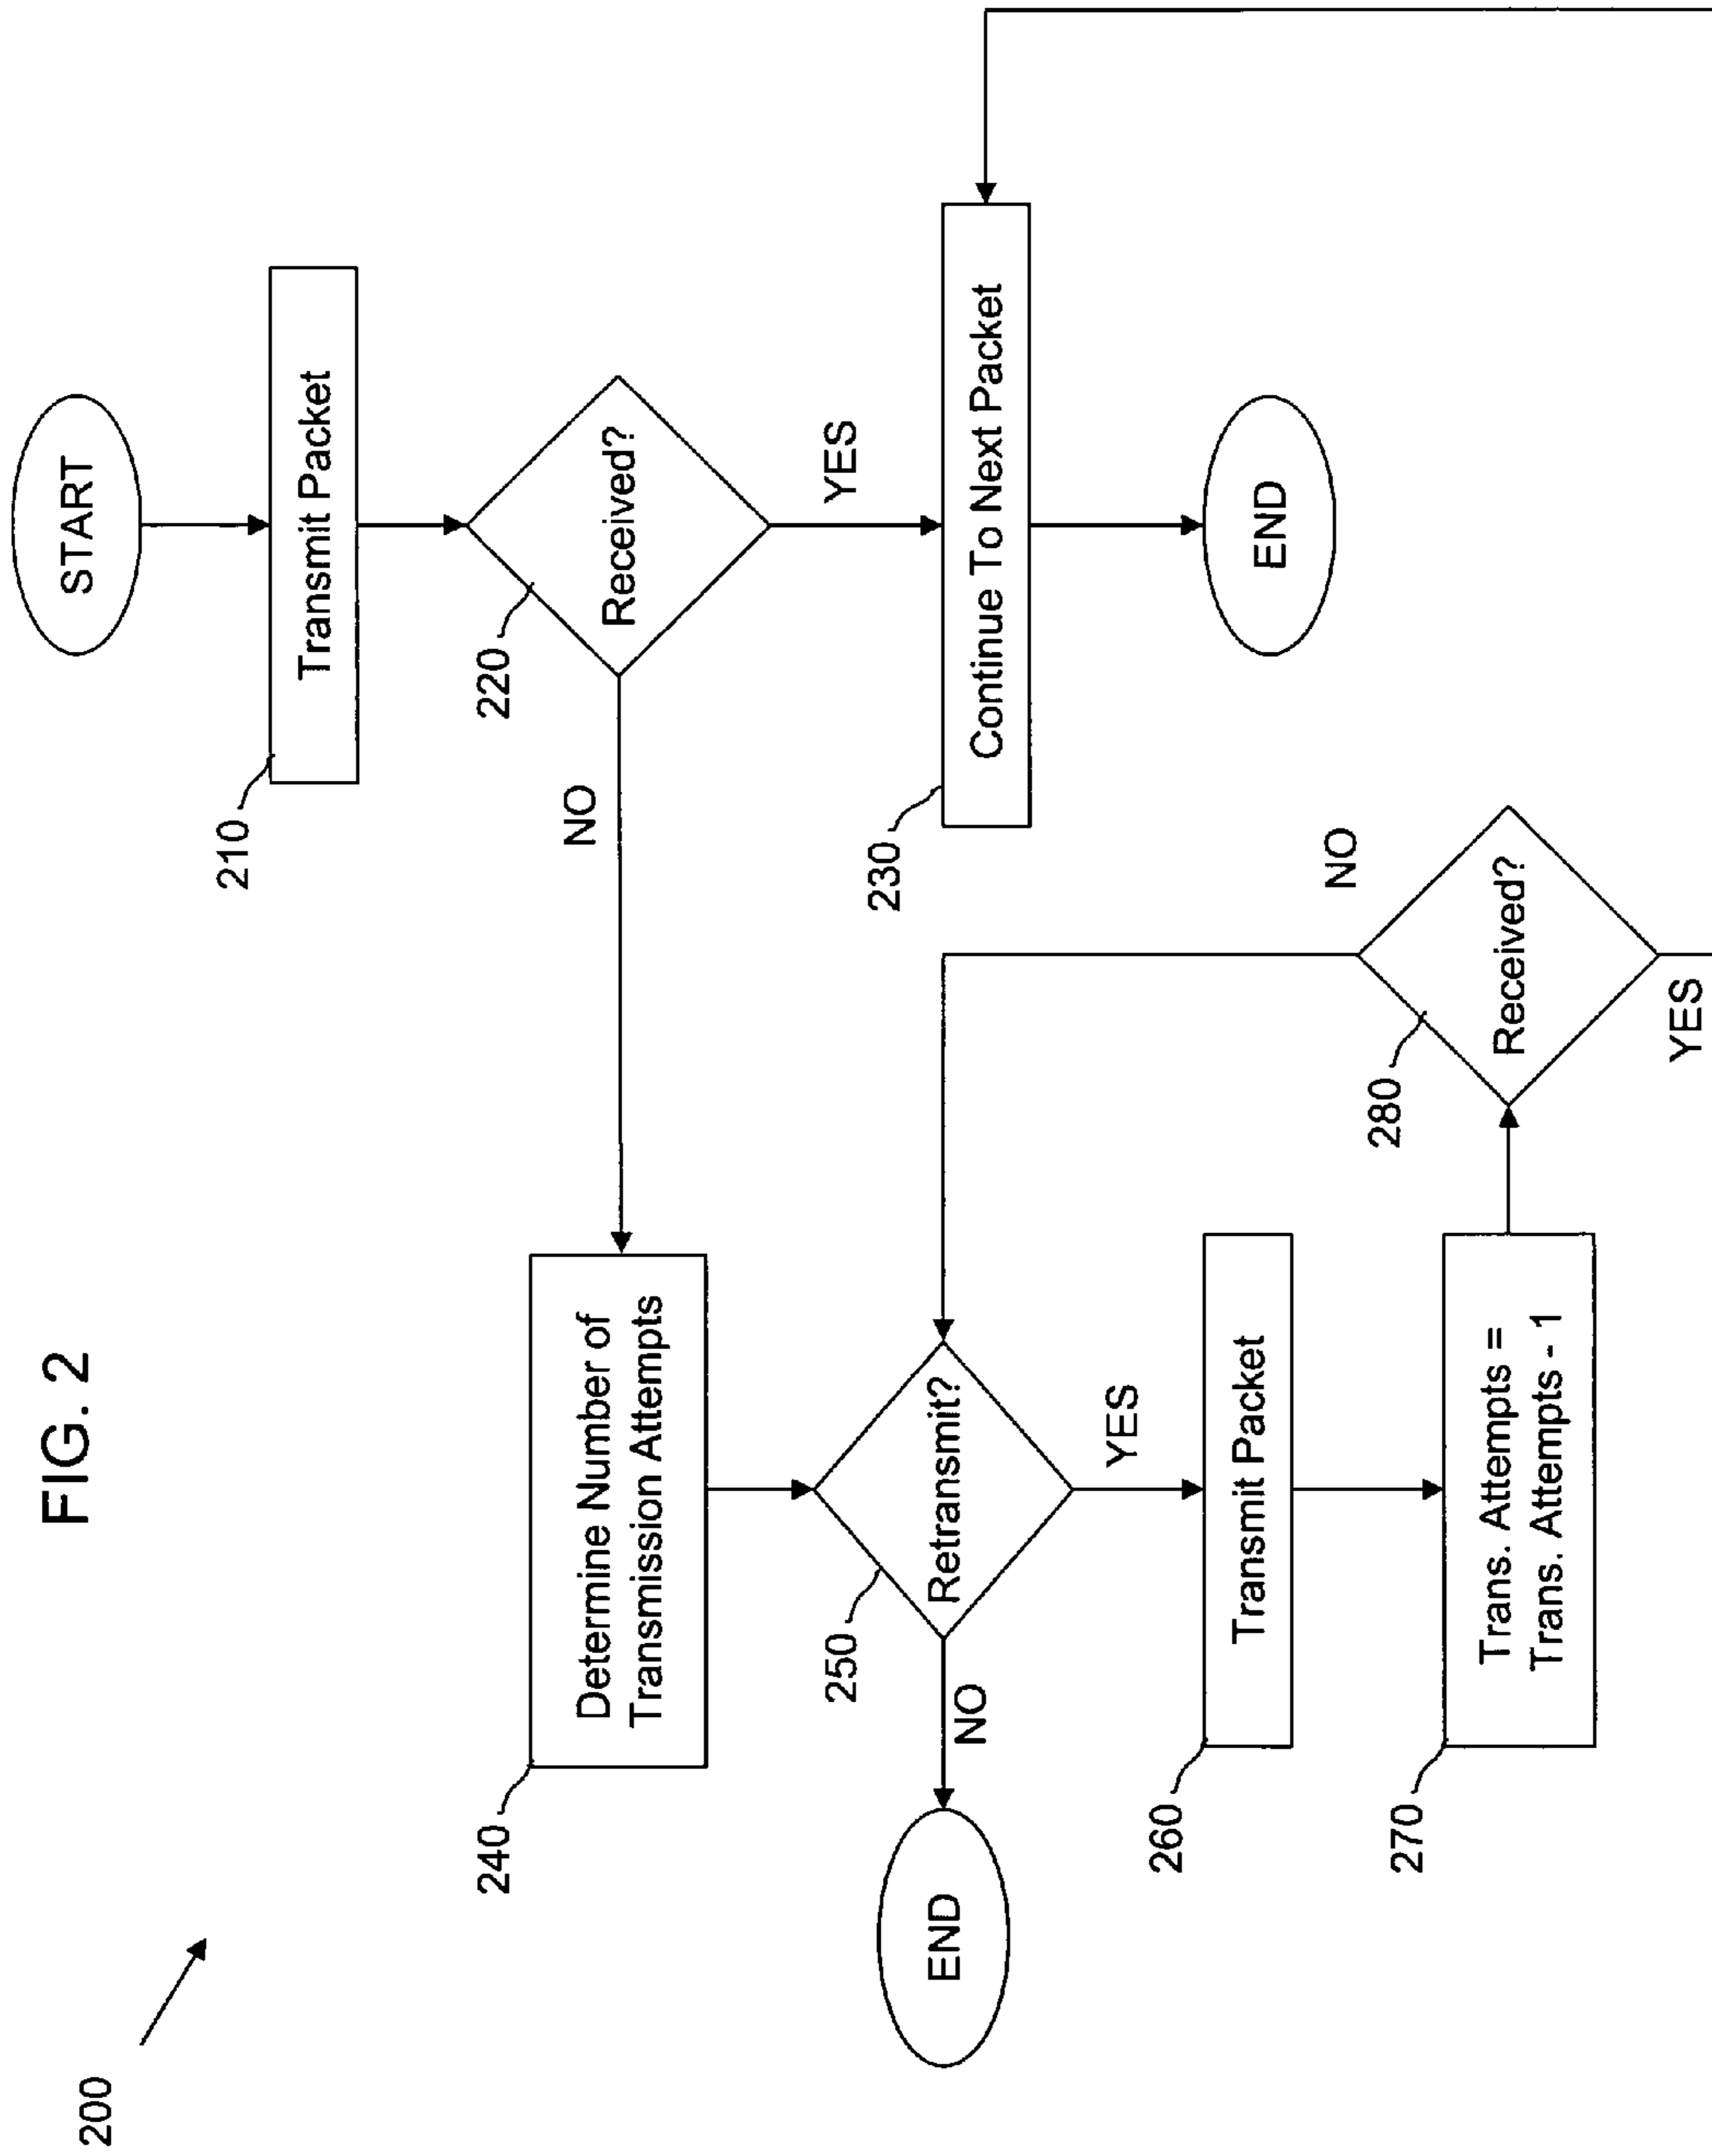 FIG. 2
200
START
210
Transmit Packet
220
Received?
NO
YES
230
Continue To Next Packet
END
240
Determine Number of
Transmission Attempts
250
Retransmit?
NO
END
YES
260
Transmit Packet
270
Trans. Attempts =
Trans. Attempts - 1
280
Received?
NO
YES